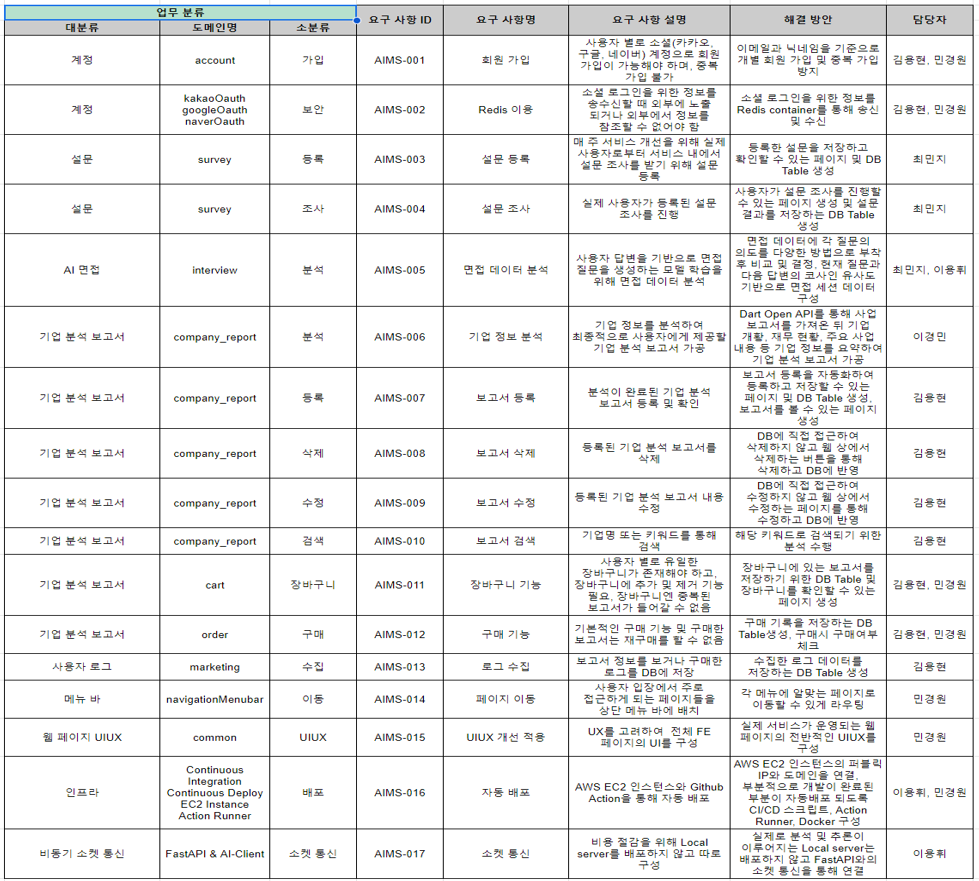 업무 분류
요구 사항 ID
요구 사항명
요구 사항 설명
해결 방안
담당자
대분류
도메인명
소분류
계정
account
가입
AIMS-001
회원 가입
사용자 별로 소셜(카카오,
구글, 네이버) 계정으로 회원
가입이 가능해야 하며, 중복
가입 불가
이메일과 닉네임을 기준으로
개별 회원 가입 및 중복 가입
방지
김용현, 민경원
계정
kakaoOauth
googleOauth
naverOauth
보안
AIMS-002
Redis 이용
소셜 로그인을 위한 정보를
송수신할 때 외부에 노출
되거나 외부에서 정보를
참조할 수 없어야 함
소셜 로그인을 위한 정보를
Redis container를 통해 송신
및 수신
김용현, 민경원
설문
survey
등록
AIMS-003
설문 등록
매 주 서비스 개선을 위해 실제
사용자로부터 서비스 내에서
설문 조사를 받기 위해 설문
등록
등록한 설문을 저장하고
확인할 수 있는 페이지 및 DB
Table 생성
최민지
설문
survey
조사
AIMS-004
설문 조사
실제 사용자가 등록된 설문
조사를 진행
사용자가 설문 조사를 진행할
수 있는 페이지 생성 및 설문
결과를 저장하는 DB Table
생성
최민지
AI 면접
interview
분석
AIMS-005
면접 데이터 분석
사용자 답변을 기반으로 면접
질문을 생성하는 모델 학습을
위해 면접 데이터 분석
면접 데이터에 각 질문의
의도를 다양한 방법으로 부착
후 비교 및 결정, 현재 질문과
다음 답변의 코사인 유사도
기반으로 면접 세션 데이터
구성
최민지, 이용휘
기업 분석 보고서
company_report
분석
AIMS-006
기업 정보 분석
기업 정보를 분석하여
최종적으로 사용자에게 제공할
기업 분석 보고서 가공
Dart Open API를 통해 사업
보고서를 가져온 뒤 기업
개황, 재무 현황, 주요 사업
내용 등 기업 정보를 요약하여
기업 분석 보고서 가공
이경민
기업 분석 보고서
company_report
등록
AIMS-007
보고서 등록
분석이 완료된 기업 분석
보고서 등록 및 확인
보고서 등록을 자동화하여
등록하고 저장할 수 있는
페이지 및 DB Table 생성,
보고서를 볼 수 있는 페이지
생성
김용현
기업 분석 보고서
company_report
삭제
AIMS-008
보고서 삭제
등록된 기업 분석 보고서를
삭제
DB에 직접 접근하여
삭제하지 않고 웹 상에서
삭제하는 버튼을 통해
삭제하고 DB에 반영
김용현
기업 분석 보고서
company_report
수정
AIMS-009
보고서 수정
등록된 기업 분석 보고서 내용
수정
DB에 직접 접근하여
수정하지 않고 웹 상에서
수정하는 페이지를 통해
수정하고 DB에 반영
김용현
기업 분석 보고서
company_report
검색
AIMS-010
보고서 검색
기업명 또는 키워드를 통해
검색
해당 키워드로 검색되기 위한
분석 수행
김용현
기업 분석 보고서
cart
장바구니
AIMS-011
장바구니 기능
사용자 별로 유일한
장바구니가 존재해야 하고,
장바구니에 추가 및 제거 기능
필요, 장바구니엔 중복된
보고서가 들어갈 수 없음
장바구니에 있는 보고서를
저장하기 위한 DB Table 및
장바구니를 확인할 수 있는
페이지 생성
김용현, 민경원
기업 분석 보고서
order
구매
AIMS-012
구매 기능
기본적인 구매 기능 및 구매한
보고서는 재구매를 할 수 없음
구매 기록을 저장하는 DB
Table생성, 구매시 구매여부
체크
김용현, 민경원
사용자 로그
marketing
수집
AIMS-013
로그 수집
보고서 정보를 보거나 구매한
로그를 DB에 저장
수집한 로그 데이터를
저장하는 DB Table 생성
김용현
메뉴 바
navigationMenubar
이동
AIMS-014
페이지 이동
사용자 입장에서 주로
접근하게 되는 페이지들을
상단 메뉴 바에 배치
각 메뉴에 알맞는 페이지로
이동할 수 있게 라우팅
민경원
웹 페이지 UIUX
common
UIUX
AIMS-015
UIUX 개선 적용
UX를 고려하여 전체 FE
페이지의 UI를 구성
실제 서비스가 운영되는 웹
페이지의 전반적인 UIUX를
구성
민경원
인프라
Continuous
Integration
Continuous Deploy
EC2 Instance
Action Runner
배포
AIMS-016
자동 배포
AWS EC2 인스턴스와 Github
Action을 통해 자동 배포
AWS EC2 인스턴스의 퍼블릭
IP와 도메인을 연결,
부분적으로 개발이 완료된
부분이 자동배포 되도록
CI/CD 스크립트, Action
Runner, Docker 구성
이용휘, 민경원
비동기 소켓 통신
FastAPI & AI-Client
소켓 통신
AIMS-017
소켓 통신
비용 절감을 위해 Local
server를 배포하지 않고 따로
구성
실제로 분석 및 추론이
이루어지는 Local server는
배포하지 않고 FastAPI와의
소켓 통신을 통해 연결
이용휘